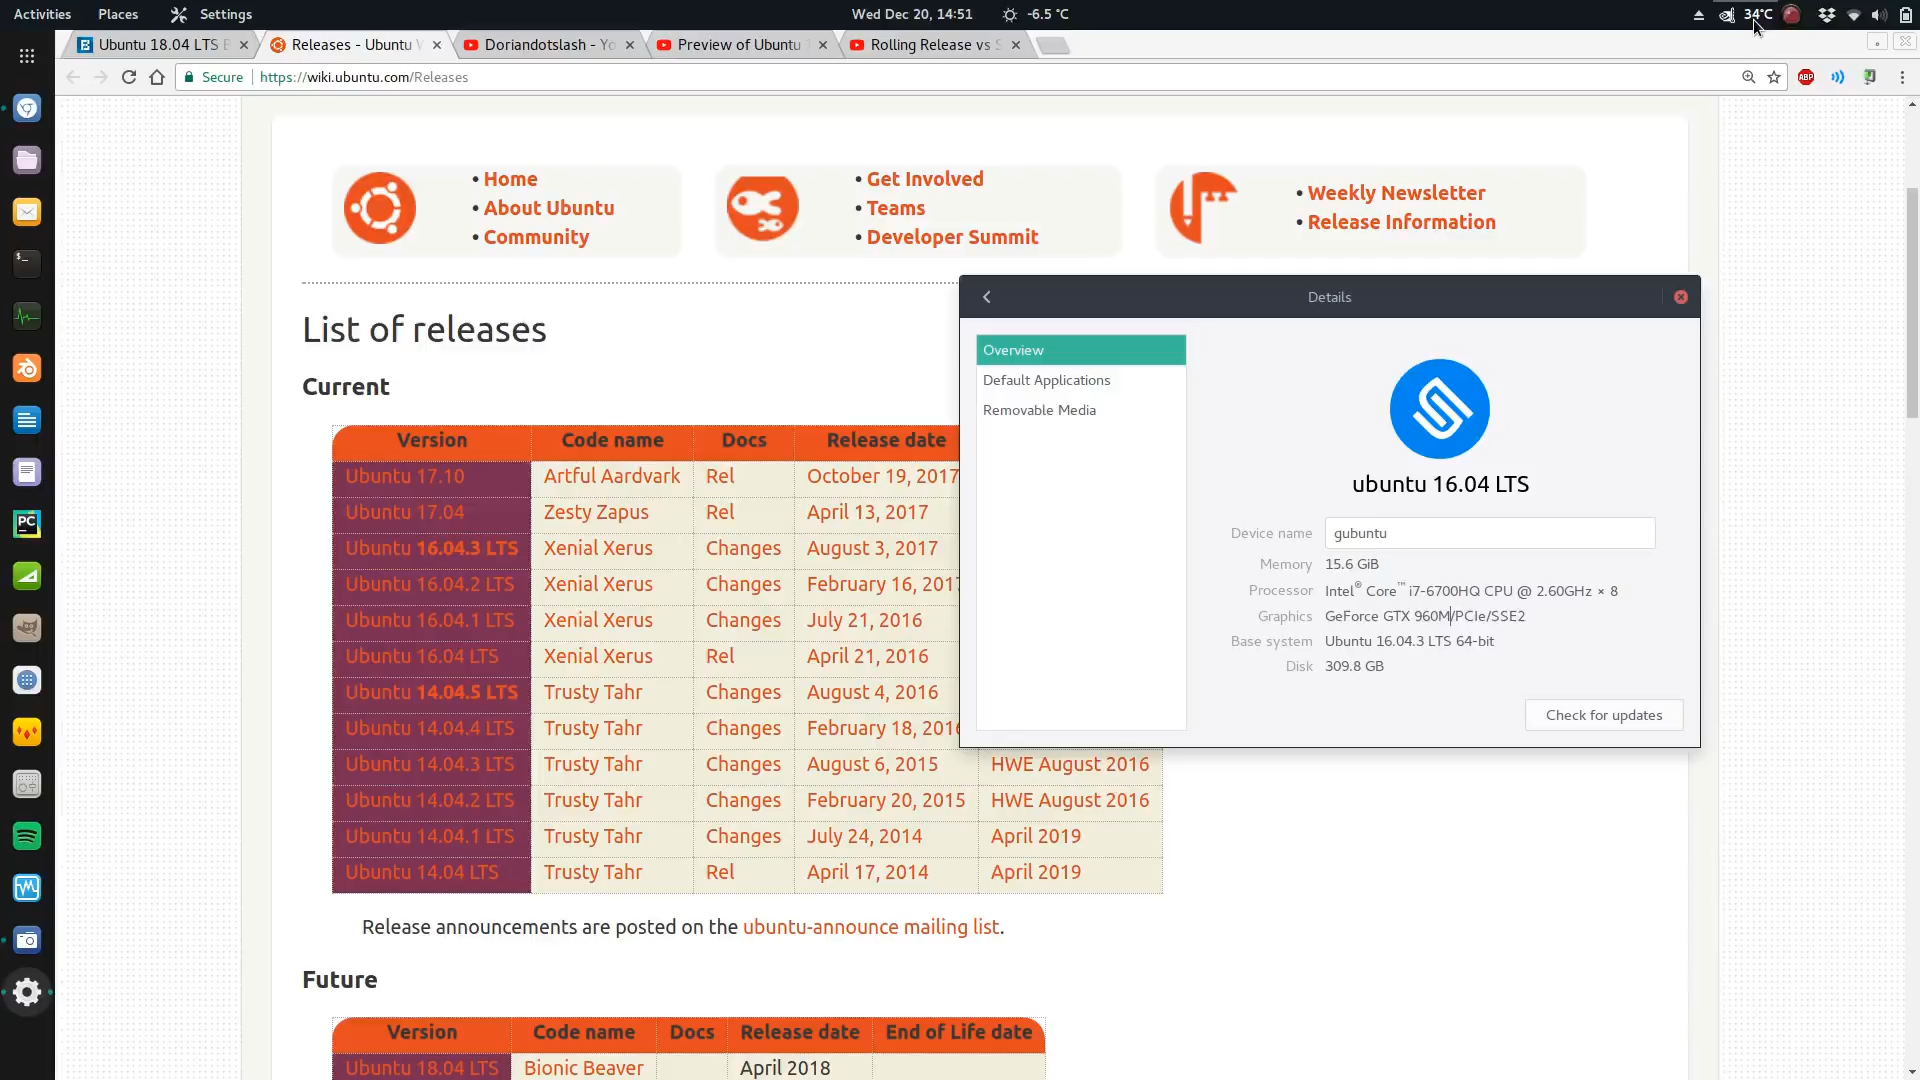 Activities Places Settings Wed Dec 20, 14:51 -6.5 °C 34°C
Ubuntu 18.04 LTS B Releases - Ubuntu W Doriandotslash - Yo Preview of Ubuntu 1 Rolling Release vs S
Secure https://wiki.ubuntu.com/Releases ABP
• Home
• About Ubuntu
• Community
• Get Involved
• Teams
• Developer Summit
• Weekly Newsletter
• Release Information
List of releases
Current
Version Code name Docs Release date
Ubuntu 17.10 Artful Aardvark Rel October 19, 2017
Ubuntu 17.04 Zesty Zapus Rel April 13, 2017
Ubuntu 16.04.3 LTS Xenial Xerus Changes August 3, 2017
Ubuntu 16.04.2 LTS Xenial Xerus Changes February 16, 2017
Ubuntu 16.04.1 LTS Xenial Xerus Changes July 21, 2016
Ubuntu 16.04 LTS Xenial Xerus Rel April 21, 2016
Ubuntu 14.04.5 LTS Trusty Tahr Changes August 4, 2016
Ubuntu 14.04.4 LTS Trusty Tahr Changes February 18, 2016
Ubuntu 14.04.3 LTS Trusty Tahr Changes August 6, 2015 HWE August 2016
Ubuntu 14.04.2 LTS Trusty Tahr Changes February 20, 2015 HWE August 2016
Ubuntu 14.04.1 LTS Trusty Tahr Changes July 24, 2014 April 2019
Ubuntu 14.04 LTS Trusty Tahr Rel April 17, 2014 April 2019
Release announcements are posted on the ubuntu-announce mailing list.
Future
Version Code name Docs Release date End of Life date
Ubuntu 18.04 LTS Bionic Beaver April 2018
Details
Overview
Default Applications
Removable Media
ubuntu 16.04 LTS
Device name gubuntu
Memory 15.6 GiB
Processor Intel® Core™ i7-6700HQ CPU @ 2.60GHz × 8
Graphics GeForce GTX 960M/PCIe/SSE2
Base system Ubuntu 16.04.3 LTS 64-bit
Disk 309.8 GB
Check for updates
PC